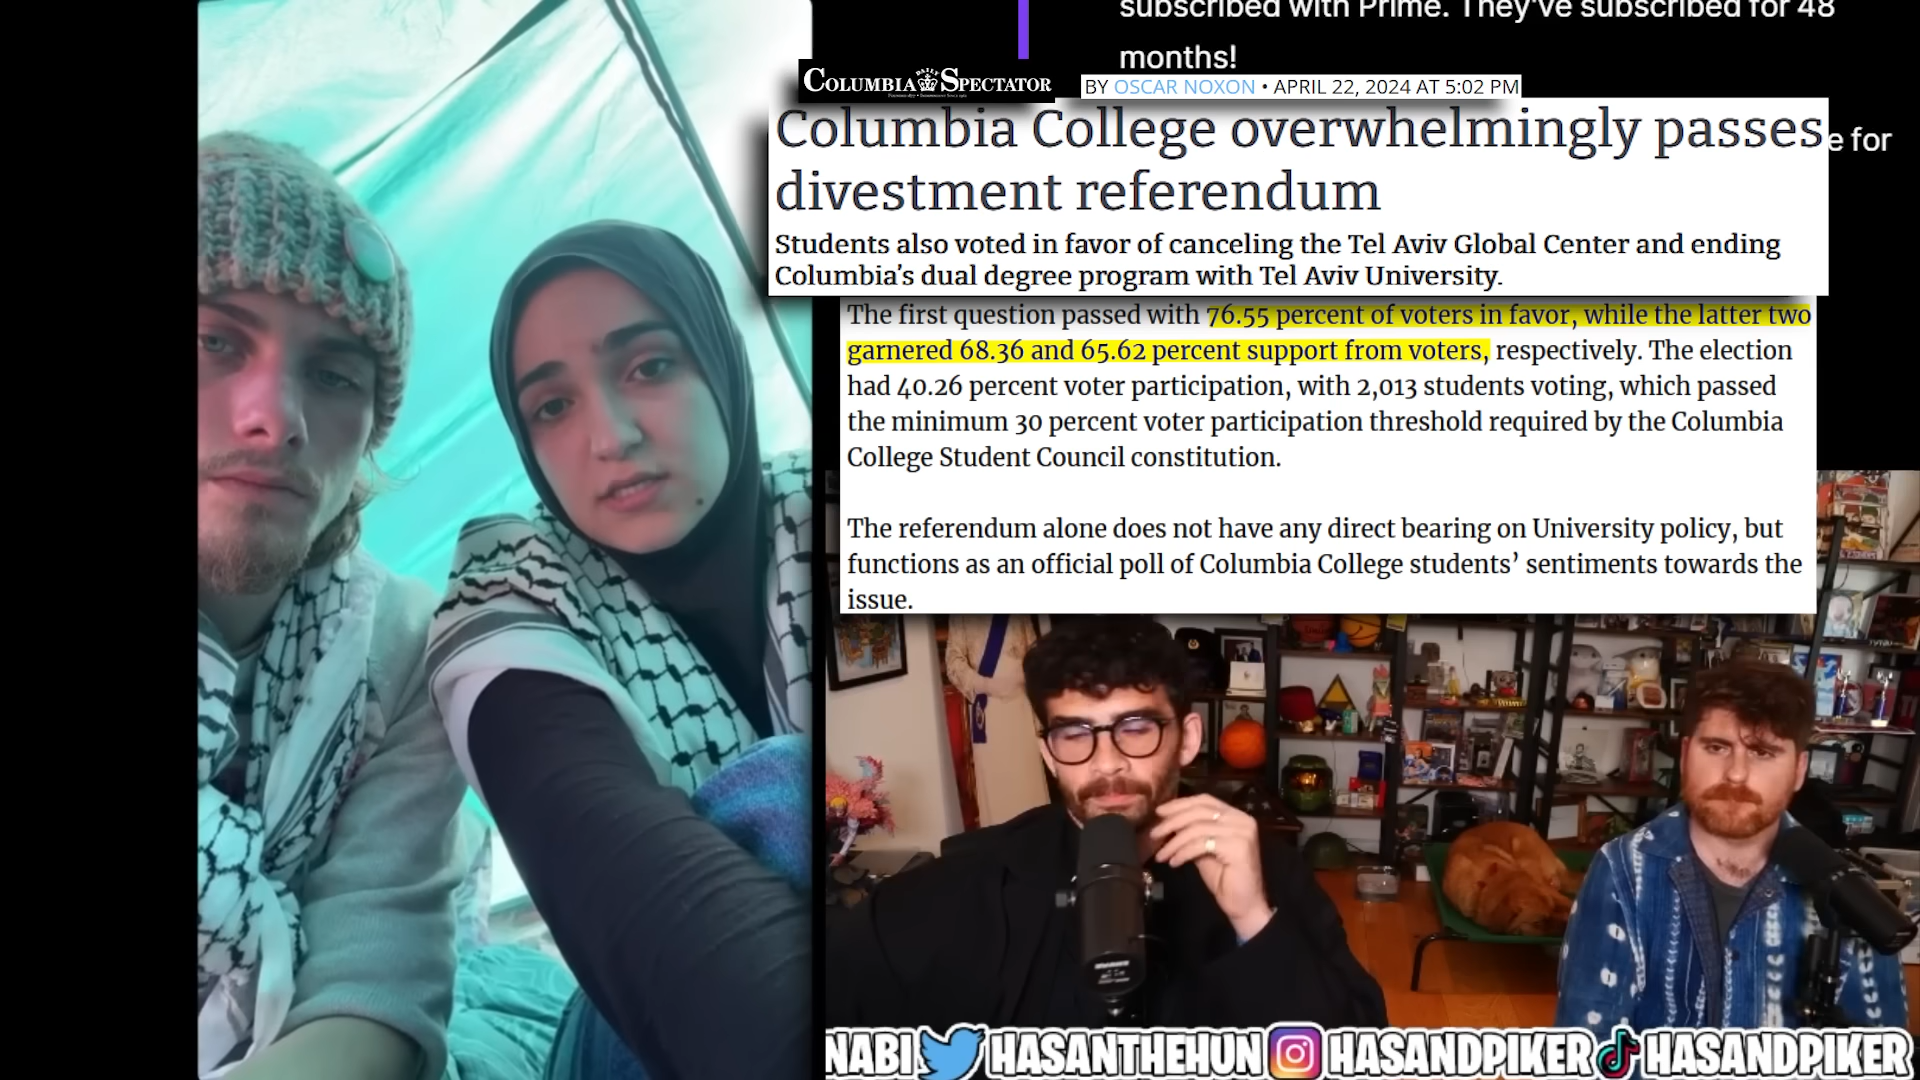 subscribed with Prime. They've subscribed for 48
months!
COLUMBIA DAILY SPECTATOR
BY OSCAR NOXON • APRIL 22, 2024 AT 5:02 PM
Columbia College overwhelmingly passes
e for
divestment referendum
Students also voted in favor of canceling the Tel Aviv Global Center and ending
Columbia's dual degree program with Tel Aviv University.
The first question passed with 76.55 percent of voters in favor, while the latter two
garnered 68.36 and 65.62 percent support from voters, respectively. The election
had 40.26 percent voter participation, with 2,013 students voting, which passed
the minimum 30 percent voter participation threshold required by the Columbia
College Student Council constitution.
The referendum alone does not have any direct bearing on University policy, but
functions as an official poll of Columbia College students’ sentiments towards the
issue.
NABI HASANTHEHUN HASANDPIKER HASANDPIKER